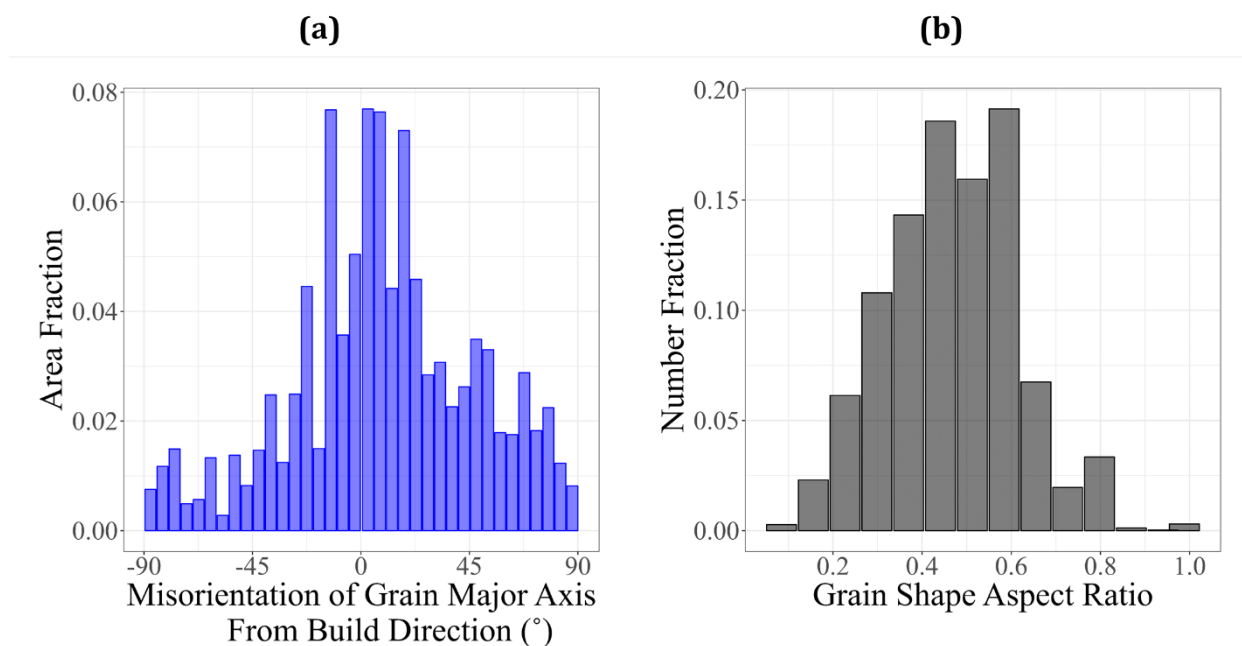 (a)
(b)
0.08
0.06
0.04
0.02
0.00
Area Fraction
-90 -45 0 45 90
Misorientation of Grain Major Axis
From Build Direction (°)
0.20
0.15
0.10
0.05
0.00
Number Fraction
0.2 0.4 0.6 0.8 1.0
Grain Shape Aspect Ratio